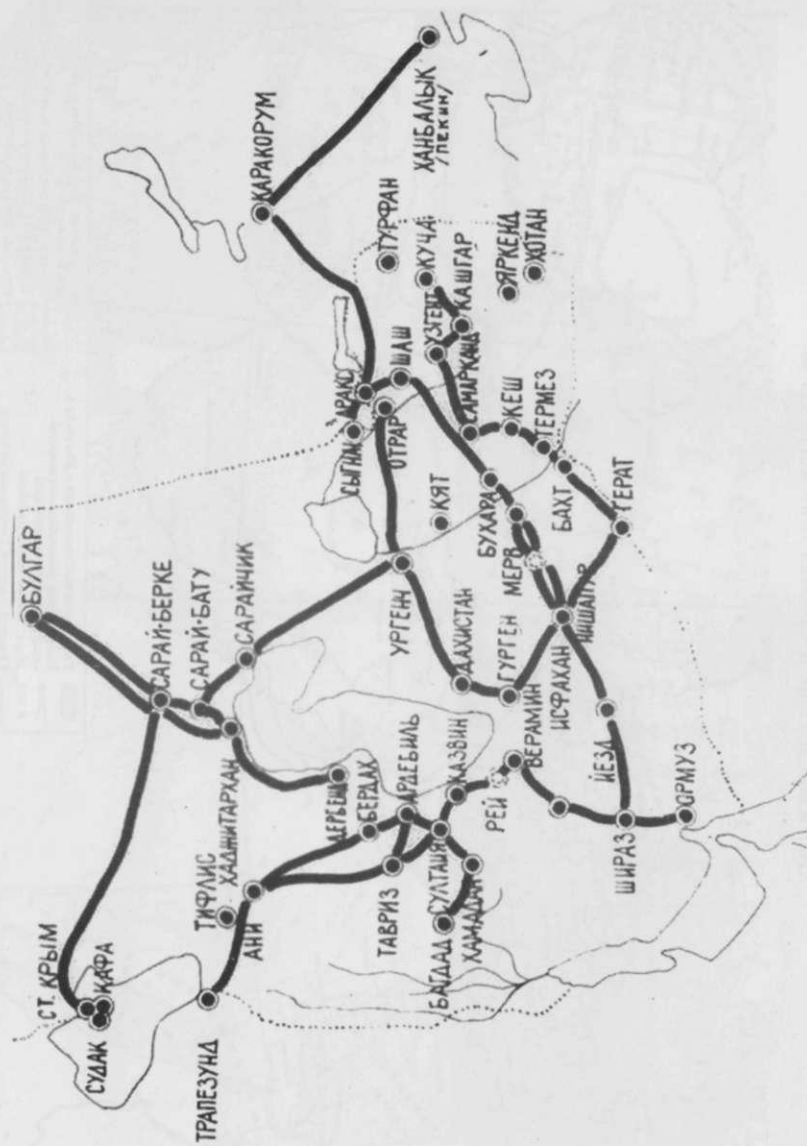 БУЛГАР
СТ. КРЫМ
КАФА
СУДАК
САРАЙ-БЕРКЕ
САРАЙ-БАТУ
САРАЙЧИК
ХАДЖИТАРХАН
ТИФЛИС
АНИ
ТРАПЕЗУНД
КАРАКОРУМ
ХАНБАЛЫК
/ПЕКИН/
ТУРФАН
КУЧА
УЗГЕНТ
КАШГАР
ЯРКЕНД
ХОТАН
СЫГНАК
АРАКС
ШАШ
ОТРАР
САМАРКАНД
КЕШ
ТЕРМЕЗ
БАХТ
ГЕРАТ
КЯТ
БУХАРА
МЕРВ
НИШАПУР
УРГЕНЧ
ДАХИСТАН
ГУРГЕН
ДЕРБЕНТ
БЕРДАХ
АРДЕБИЛЬ
КАЗВИН
РЕЙ
ВЕРАМИН
ИСФАХАН
ЙЕЗД
ТАВРИЗ
СУЛТАЦЯ
БАГДАД
ХАМАДАН
ШИРАЗ
ОРМУЗ